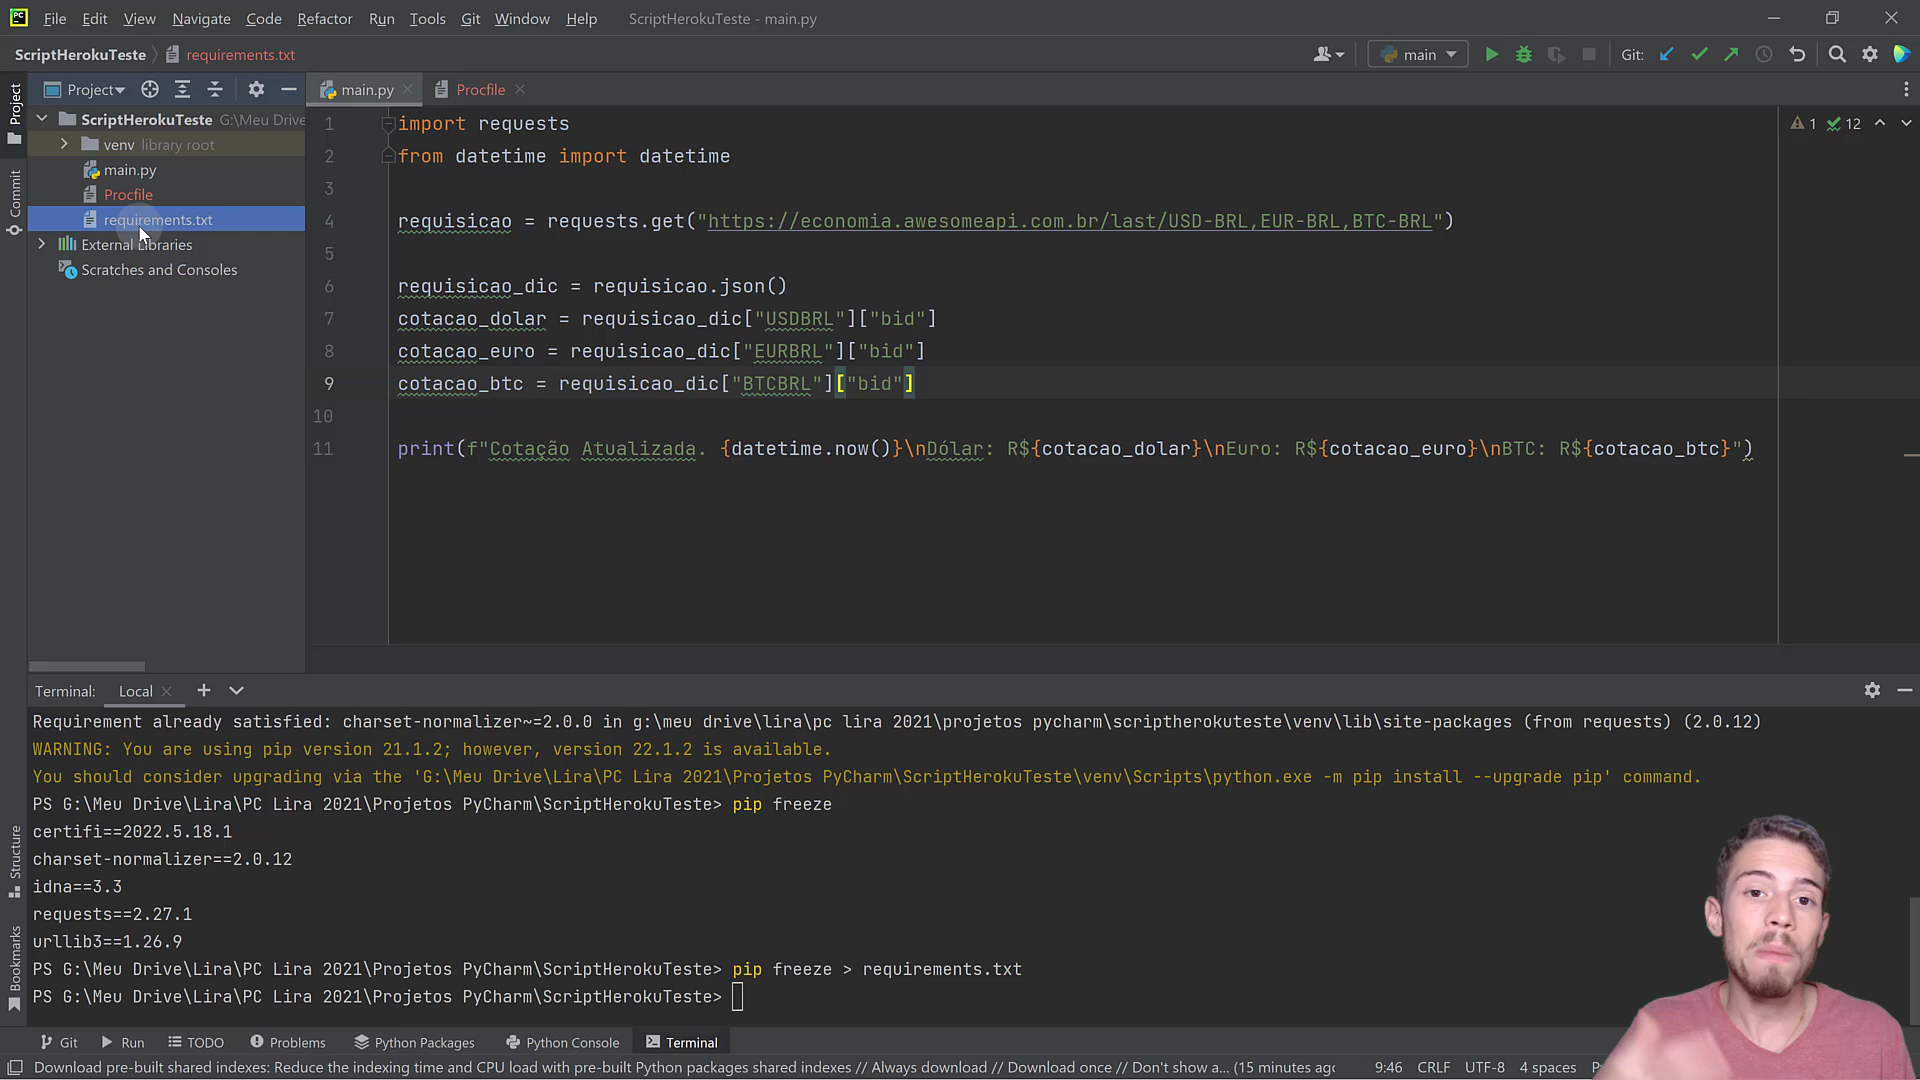 PC File Edit View Navigate Code Refactor Run Tools Git Window Help ScriptHerokuTeste - main.py
ScriptHerokuTeste requirements.txt main Git:
Project main.py Procfile
ScriptHerokuTeste G:\Meu Drive
venv library root
main.py
Procfile
requirements.txt
External Libraries
Scratches and Consoles
Project
Commit
1 import requests
2 from datetime import datetime
3
4 requisicao = requests.get("https://economia.awesomeapi.com.br/last/USD-BRL,EUR-BRL,BTC-BRL")
5
6 requisicao_dic = requisicao.json()
7 cotacao_dolar = requisicao_dic["USDBRL"]["bid"]
8 cotacao_euro = requisicao_dic["EURBRL"]["bid"]
9 cotacao_btc = requisicao_dic["BTCBRL"]["bid"]
10
11 print(f"Cotação Atualizada. {datetime.now()}\nDólar: R${cotacao_dolar}\nEuro: R${cotacao_euro}\nBTC: R${cotacao_btc}")
1 12
Terminal: Local
Requirement already satisfied: charset-normalizer~=2.0.0 in g:\meu drive\lira\pc lira 2021\projetos pycharm\scriptherokuteste\venv\lib\site-packages (from requests) (2.0.12)
WARNING: You are using pip version 21.1.2; however, version 22.1.2 is available.
You should consider upgrading via the 'G:\Meu Drive\Lira\PC Lira 2021\Projetos PyCharm\ScriptHerokuTeste\venv\Scripts\python.exe -m pip install --upgrade pip' command.
PS G:\Meu Drive\Lira\PC Lira 2021\Projetos PyCharm\ScriptHerokuTeste> pip freeze
certifi==2022.5.18.1
charset-normalizer==2.0.12
idna==3.3
requests==2.27.1
urllib3==1.26.9
PS G:\Meu Drive\Lira\PC Lira 2021\Projetos PyCharm\ScriptHerokuTeste> pip freeze > requirements.txt
PS G:\Meu Drive\Lira\PC Lira 2021\Projetos PyCharm\ScriptHerokuTeste>
Structure
Bookmarks
Git Run TODO Problems Python Packages Python Console Terminal
Download pre-built shared indexes: Reduce the indexing time and CPU load with pre-built Python packages shared indexes // Always download // Download once // Don't show a... (15 minutes ago 9:46 CRLF UTF-8 4 spaces